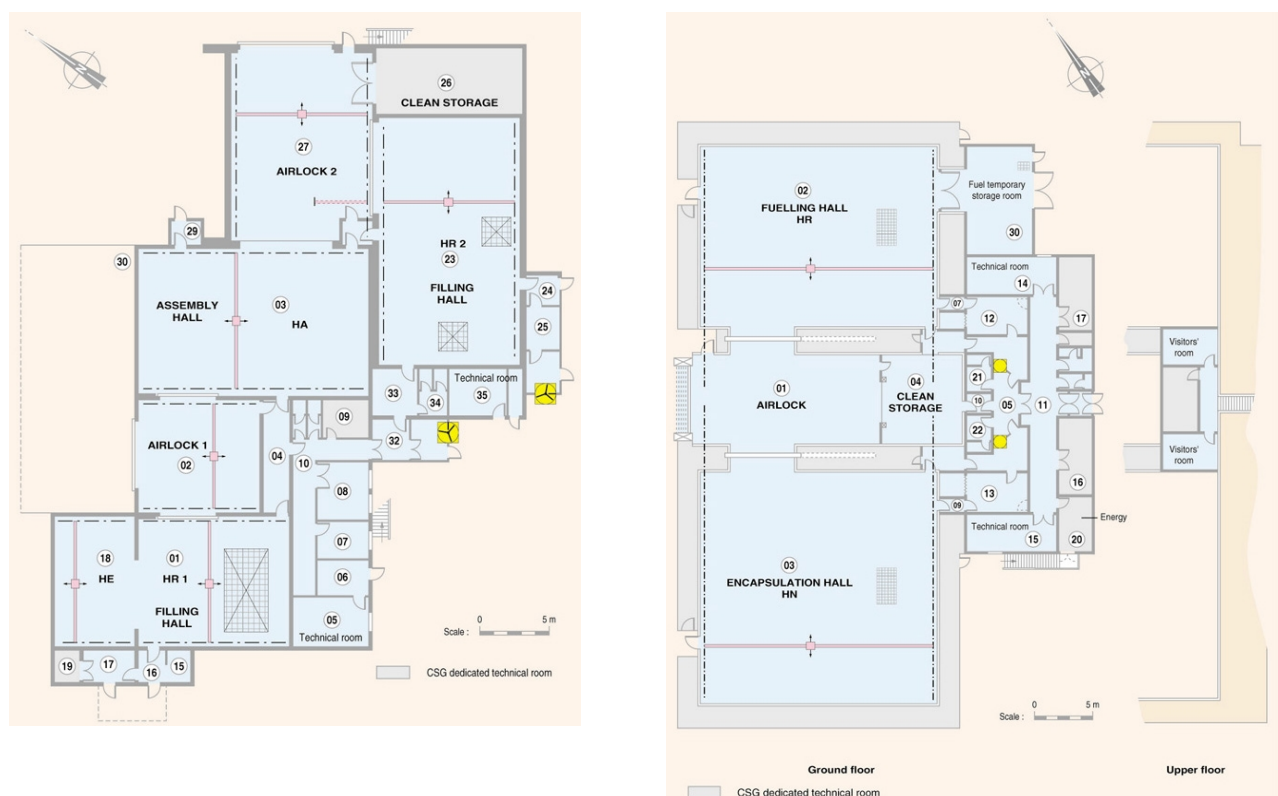 26
CLEAN STORAGE
27
AIRLOCK 2
HR 2
23
FILLING
HALL
29
30
24
25
ASSEMBLY
HALL
03
HA
33
34
Technical room
35
09
32
AIRLOCK 1
02
04
10
08
07
06
05
Technical room
18
HE
01
HR 1
FILLING
HALL
19
17
16
15
N
Scale :
0
5 m
CSG dedicated technical room
N
02
FUELLING HALL
HR
Fuel temporary
storage room
30
Technical room
14
07
12
17
01
AIRLOCK
04
CLEAN
STORAGE
21
10
22
05
11
13
09
16
Technical room
15
20
Energy
03
ENCAPSULATION HALL
HN
Visitors'
room
Visitors'
room
Scale :
0
5 m
Ground floor
Upper floor
CSG dedicated technical room